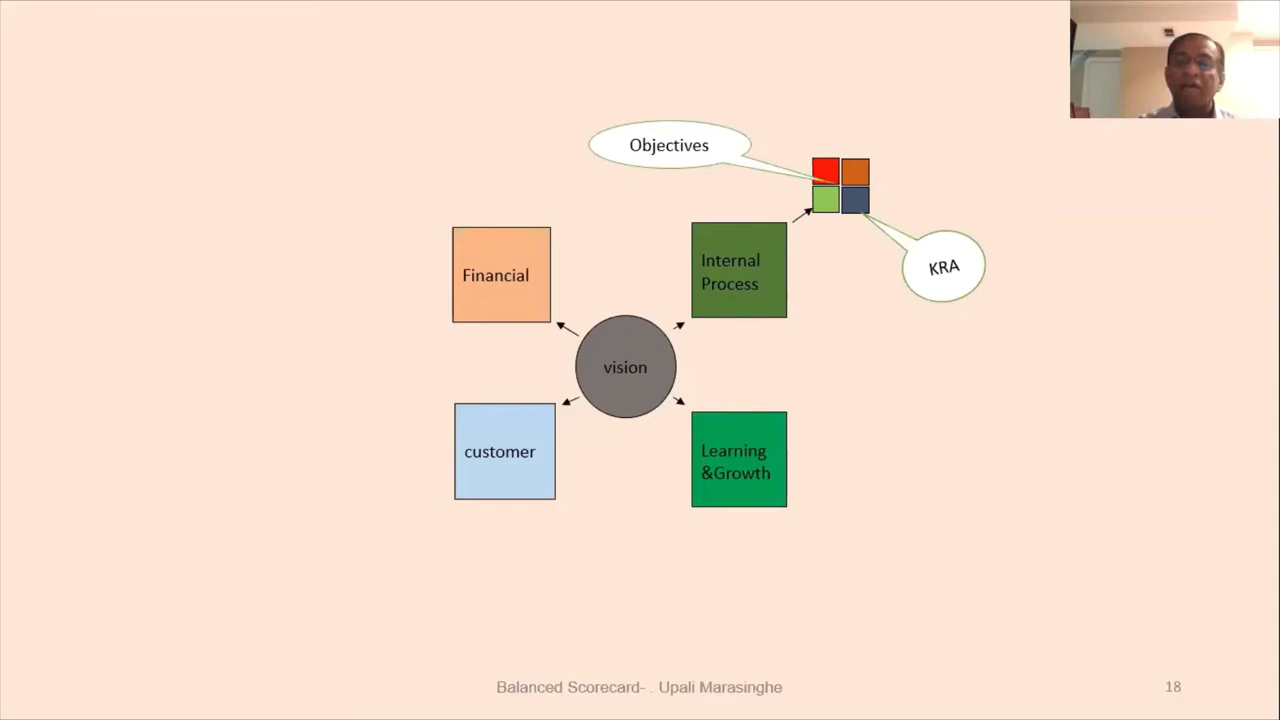 Objectives
Financial
Internal
Process
KRA
vision
customer
Learning
&Growth
Balanced Scorecard- . Upali Marasinghe
18